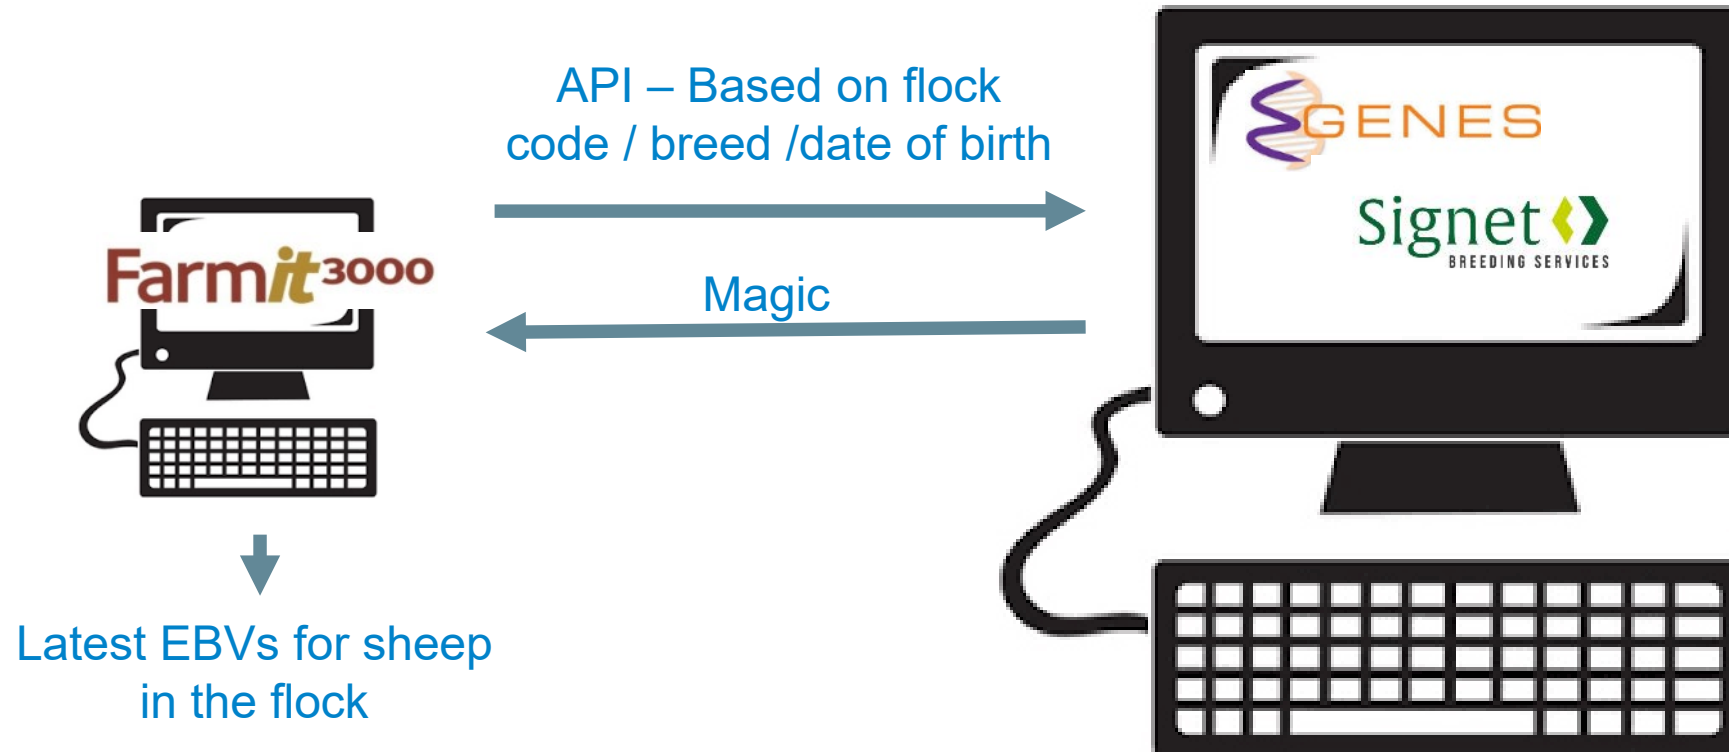 API – Based on flock
code / breed /date of birth
GENES
Signet
BREEDING SERVICES
Farmit3000
Magic
Latest EBVs for sheep
in the flock